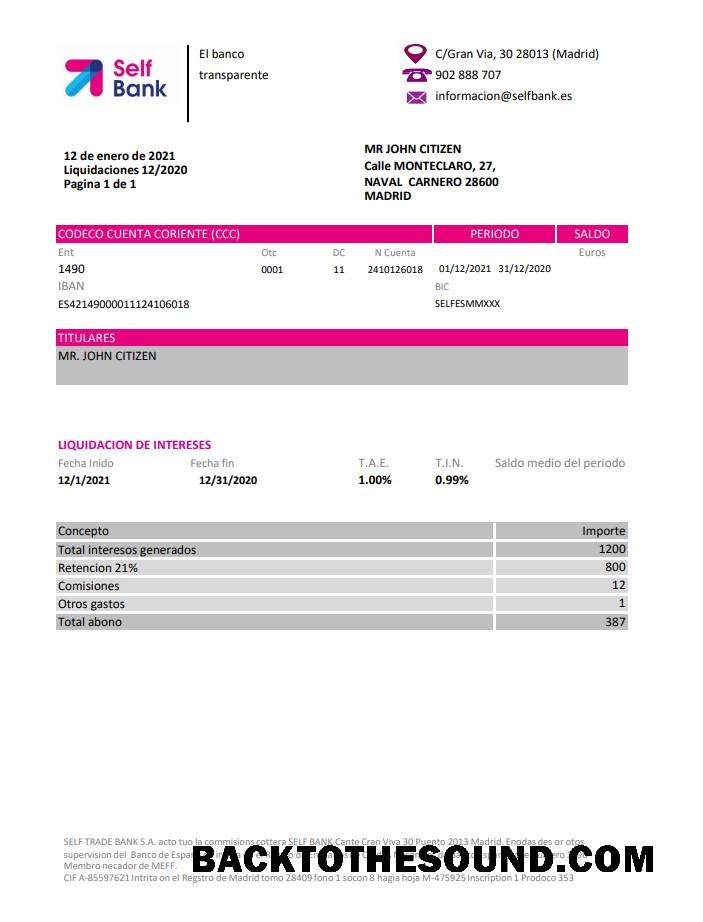 Self
Bank
El banco
transparente
C/Gran Via, 30 28013 (Madrid)
902 888 707
informacion@selfbank.es
12 de enero de 2021
Liquidaciones 12/2020
Pagina 1 de 1
MR JOHN CITIZEN
Calle MONTECLARO, 27,
NAVAL CARNERO 28600
MADRID
CODECO CUENTA CORIENTE (CCC) PERIODO SALDO
Ent Otc DC N Cuenta Euros
1490 0001 11 2410126018 01/12/2021 31/12/2020
IBAN BIC
ES42149000011124106018 SELFESMMXXX
TITULARES
MR. JOHN CITIZEN
LIQUIDACION DE INTERESES
Fecha Inido Fecha fin T.A.E. T.I.N. Saldo medio del periodo
12/1/2021 12/31/2020 1.00% 0.99%
Concepto Importe
Total interesos generados 1200
Retencion 21% 800
Comisiones 12
Otros gastos 1
Total abono 387
SELF TRADE BANK S.A. acto tuo la commisions cottera SELF BANK Cante Cran Viva 30 Puento 2013 Madrid. Enodas des or otos
supervision del Banco de
BACKTOTHESOUND.COM
Membro necador de MEFF.
CIF A-85597621 Intrita on el Regestro de Madrid tomo 28409 fono 1 socon 8 hagia hoja M-475925 Inscription 1 Prodoco 353